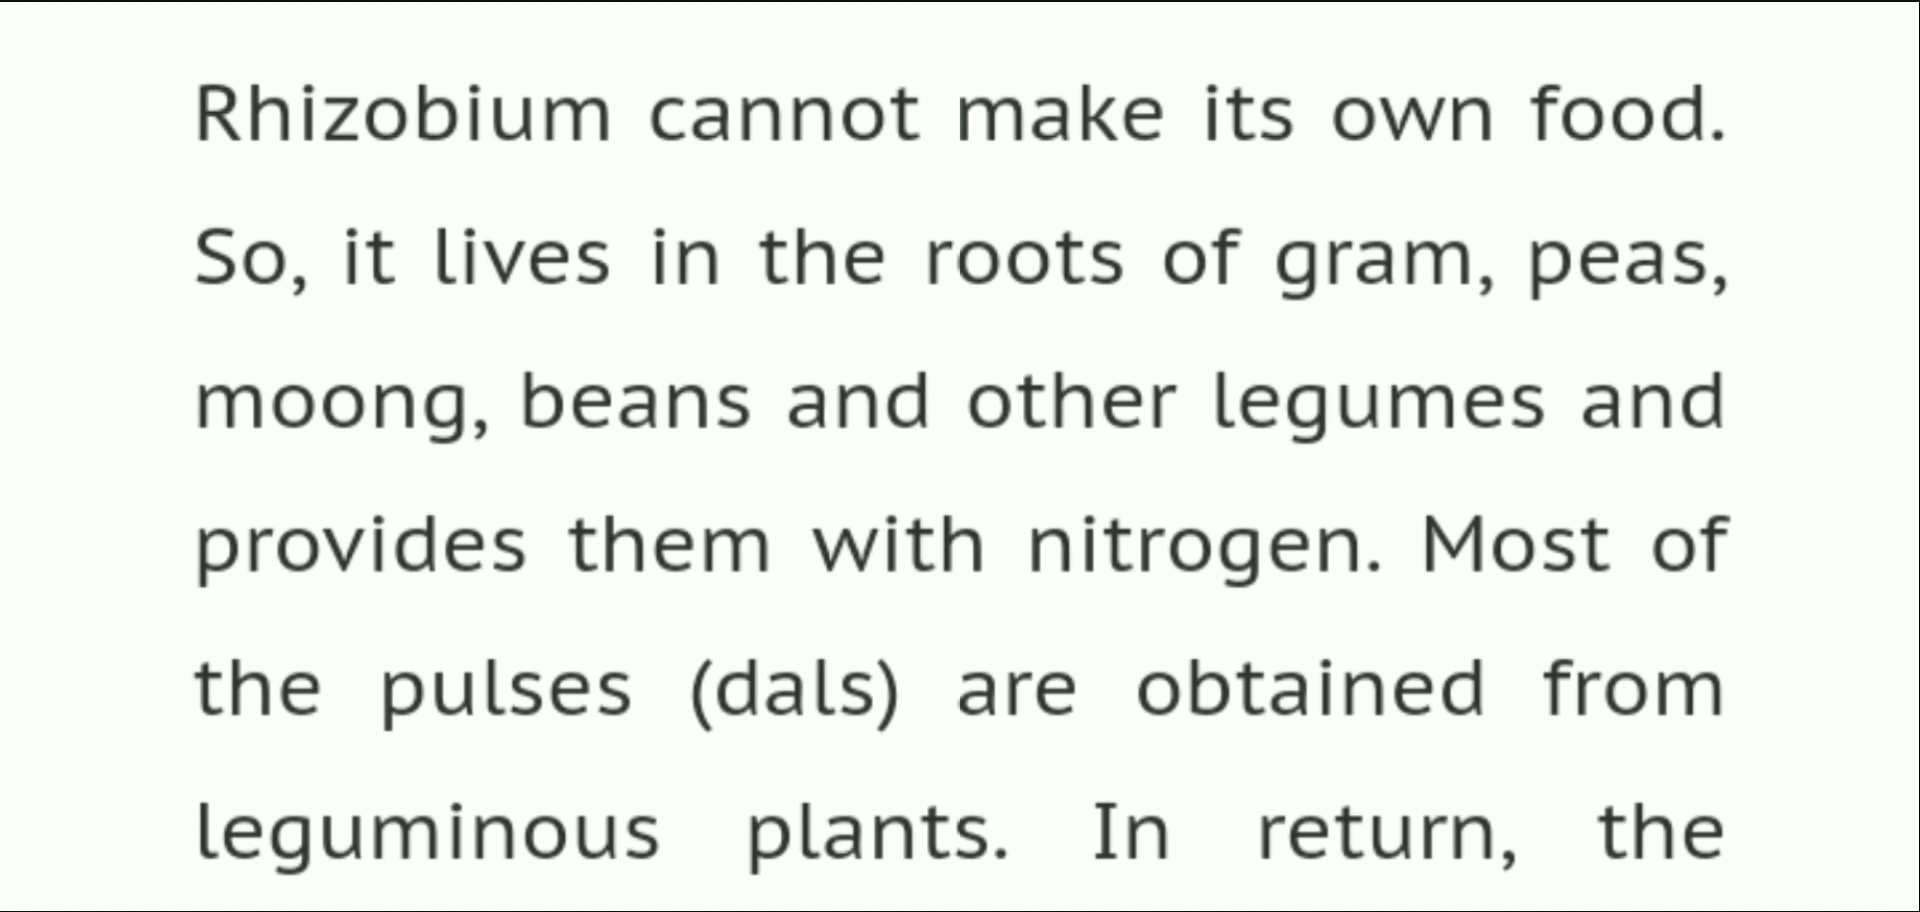 Rhizobium cannot make its own food.
So, it lives in the roots of gram, peas,
moong, beans and other legumes and
provides them with nitrogen. Most of
the pulses (dals) are obtained from
leguminous plants. In return, the